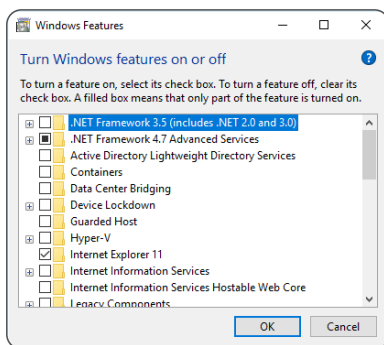 Windows Features
Turn Windows features on or off
?
To turn a feature on, select its check box. To turn a feature off, clear its
check box. A filled box means that only part of the feature is turned on.
.NET Framework 3.5 (includes .NET 2.0 and 3.0)
.NET Framework 4.7 Advanced Services
Active Directory Lightweight Directory Services
Containers
Data Center Bridging
Device Lockdown
Guarded Host
Hyper-V
Internet Explorer 11
Internet Information Services
Internet Information Services Hostable Web Core
Legacy Components
OK Cancel